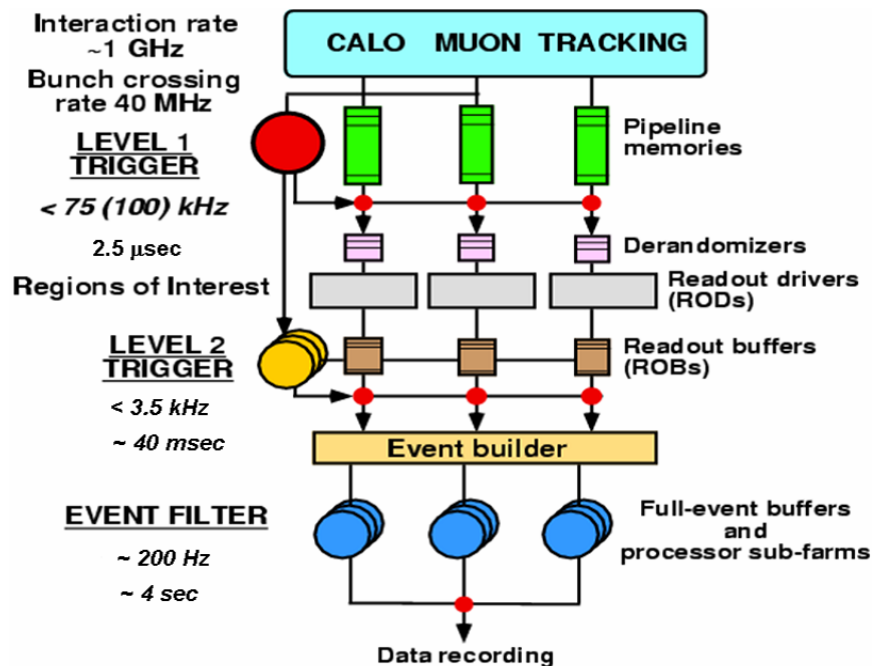 Interaction rate
~1 GHz
CALO MUON TRACKING
Bunch crossing
rate 40 MHz
LEVEL 1
TRIGGER
Pipeline
memories
< 75 (100) kHz
2.5 μsec
Derandomizers
Regions of Interest
Readout drivers
(RODs)
LEVEL 2
TRIGGER
Readout buffers
(ROBs)
< 3.5 kHz
~ 40 msec
Event builder
EVENT FILTER
Full-event buffers
and
processor sub-farms
~ 200 Hz
~ 4 sec
Data recording